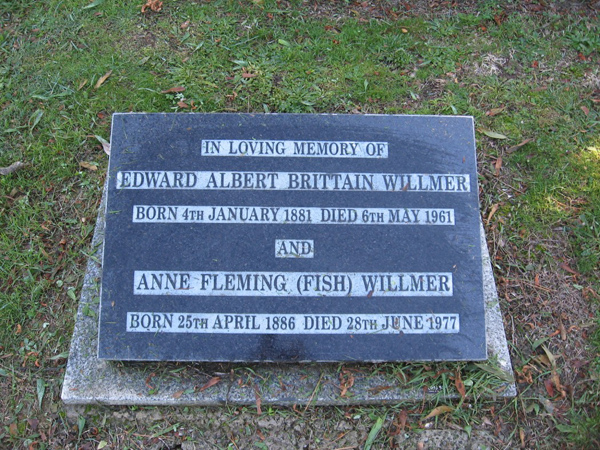 IN LOVING MEMORY OF
EDWARD ALBERT BRITTAIN WILLMER
BORN 4TH JANUARY 1881 DIED 6TH MAY 1961
AND
ANNE FLEMING (FISH) WILLMER
BORN 25TH APRIL 1886 DIED 28TH JUNE 1977